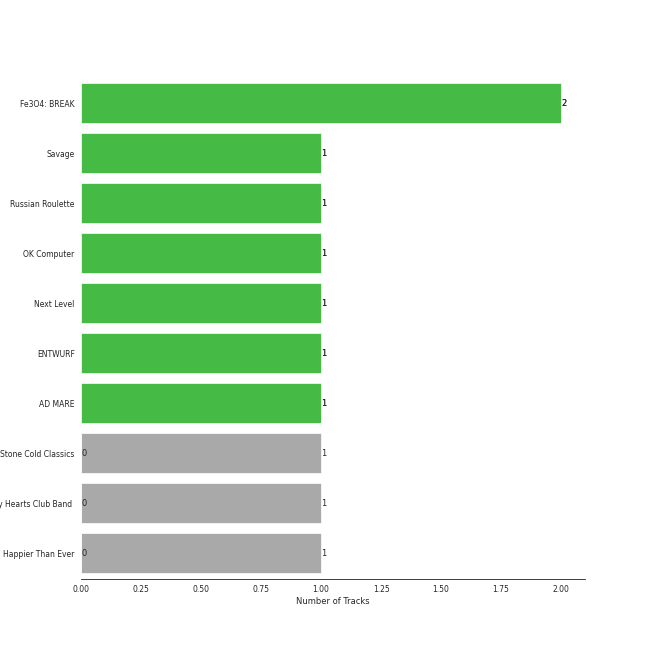 Fe3O4: BREAK 2
Savage 1
Russian Roulette 1
OK Computer 1
Next Level 1
ENTWURF 1
AD MARE 1
Stone Cold Classics 0 1
Hearts Club Band 0 1
Happier Than Ever 0 1
0.00 0.25 0.50 0.75 1.00 1.25 1.50 1.75 2.00
Number of Tracks